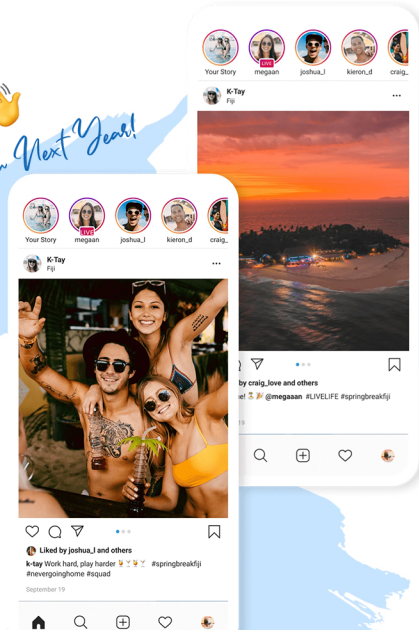 Next Year!
Your Story
LIVE
megaan
joshua_l
kieron_d
craig_
K-Tay
Fiji
by craig_love and others
@megaaan #LIVELIFE #springbreakfiji
Your Story
LIVE
megaan
joshua_l
kieron_d
craig_
K-Tay
Fiji
Liked by joshua_l and others
k-tay Work hard, play harder 🍹🍹 #springbreakfiji
#nevergoinghome #squad
September 19